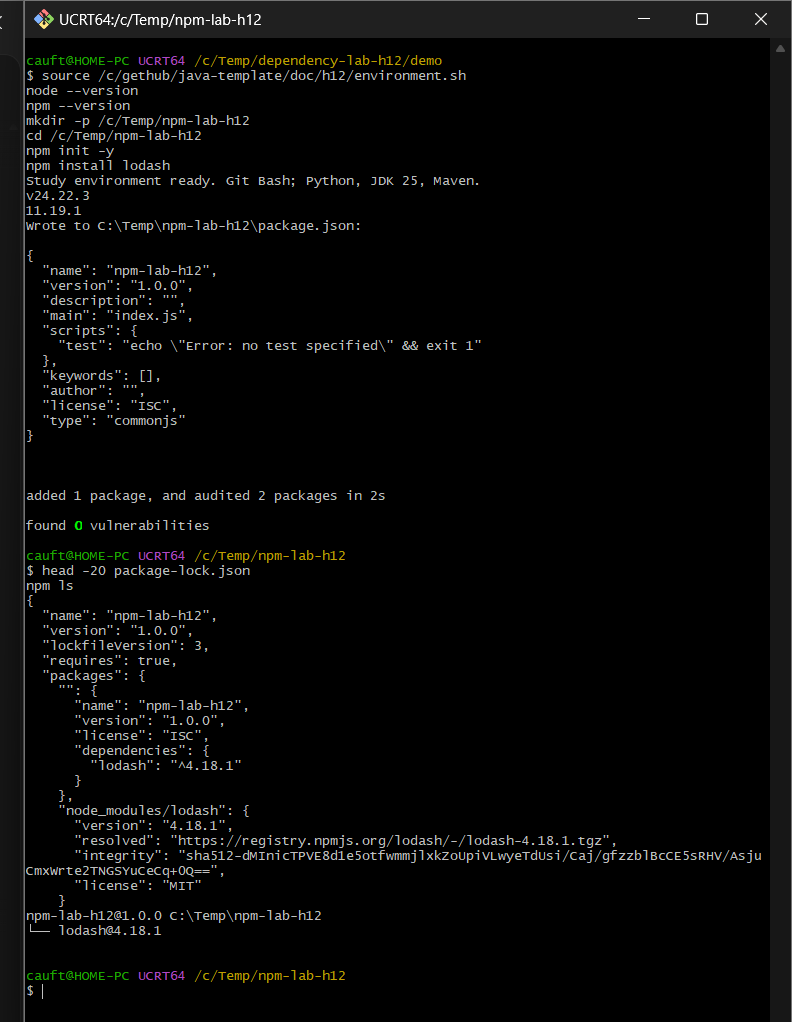 UCRT64:/c/Temp/npm-lab-h12
cauft@HOME-PC UCRT64 /c/Temp/dependency-lab-h12/demo
$ source /c/gethub/java-template/doc/h12/environment.sh
node --version
npm --version
mkdir -p /c/Temp/npm-lab-h12
cd /c/Temp/npm-lab-h12
npm init -y
npm install lodash
Study environment ready. Git Bash; Python, JDK 25, Maven.
v24.22.3
11.19.1
Wrote to C:\Temp\npm-lab-h12\package.json:
{
  "name": "npm-lab-h12",
  "version": "1.0.0",
  "description": "",
  "main": "index.js",
  "scripts": {
    "test": "echo \"Error: no test specified\" && exit 1"
  },
  "keywords": [],
  "author": "",
  "license": "ISC",
  "type": "commonjs"
}
added 1 package, and audited 2 packages in 2s
found 0 vulnerabilities
cauft@HOME-PC UCRT64 /c/Temp/npm-lab-h12
$ head -20 package-lock.json
npm ls
{
  "name": "npm-lab-h12",
  "version": "1.0.0",
  "lockfileVersion": 3,
  "requires": true,
  "packages": {
    "": {
      "name": "npm-lab-h12",
      "version": "1.0.0",
      "license": "ISC",
      "dependencies": {
        "lodash": "^4.18.1"
      }
    },
    "node_modules/lodash": {
      "version": "4.18.1",
      "resolved": "https://registry.npmjs.org/lodash/-/lodash-4.18.1.tgz",
      "integrity": "sha512-dMInicTPVE8d1e5otfwmmjlxkZoUpiVLwyeTdUsi/Caj/gfzzblBcCE5sRHV/Asju
CmxWrte2TNGSYuCeCq+0Q==",
      "license": "MIT"
    }
npm-lab-h12@1.0.0 C:\Temp\npm-lab-h12
└── lodash@4.18.1
cauft@HOME-PC UCRT64 /c/Temp/npm-lab-h12
$